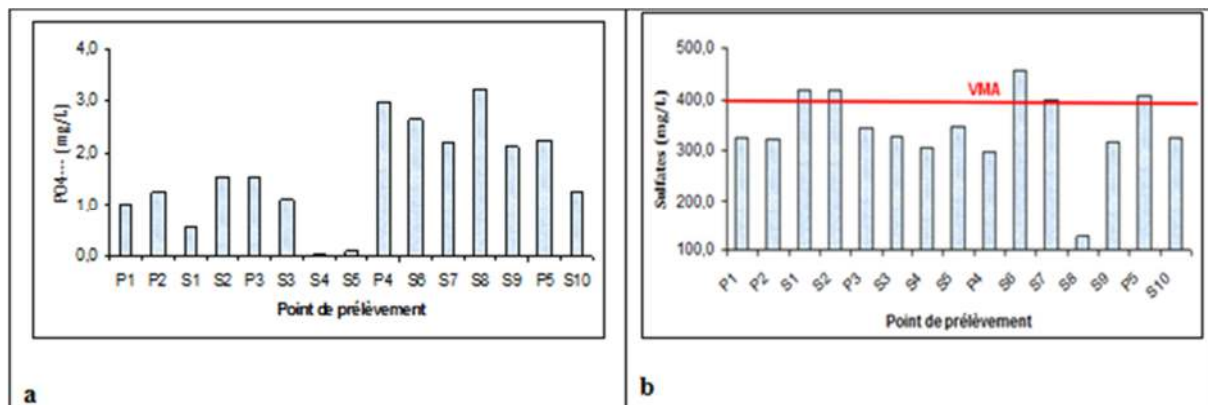 PO4--- (mg/L)
4,0
3,0
2,0
1,0
0,0
P1 P2 S1 S2 P3 S3 S4 S5 P4 S6 S7 S8 S9 P5 S10
Point de prélèvement
a
Sulfates (mg/L)
500,0
400,0
300,0
200,0
100,0
VMA
P1 P2 S1 S2 P3 S3 S4 S5 P4 S6 S7 S8 S9 P5 S10
Point de prélèvement
b